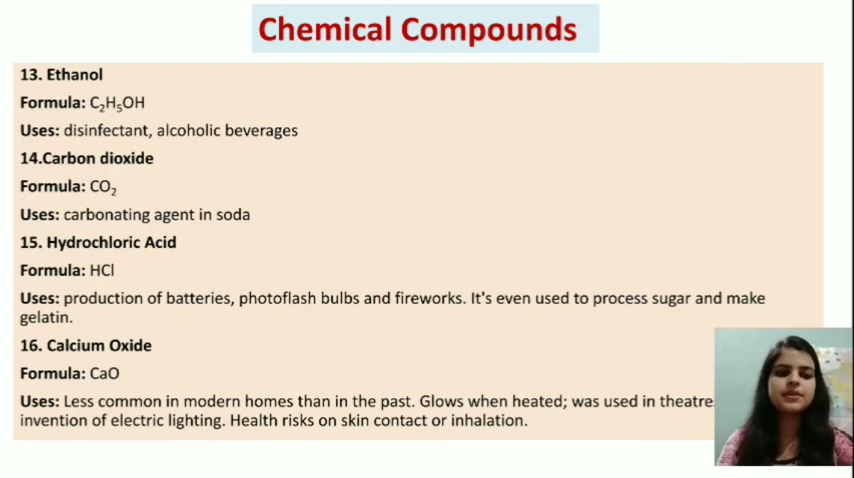 Chemical Compounds
13. Ethanol
Formula: C₂H₅OH
Uses: disinfectant, alcoholic beverages
14.Carbon dioxide
Formula: CO₂
Uses: carbonating agent in soda
15. Hydrochloric Acid
Formula: HCl
Uses: production of batteries, photoflash bulbs and fireworks. It's even used to process sugar and make
gelatin.
16. Calcium Oxide
Formula: CaO
Uses: Less common in modern homes than in the past. Glows when heated; was used in theatre
invention of electric lighting. Health risks on skin contact or inhalation.